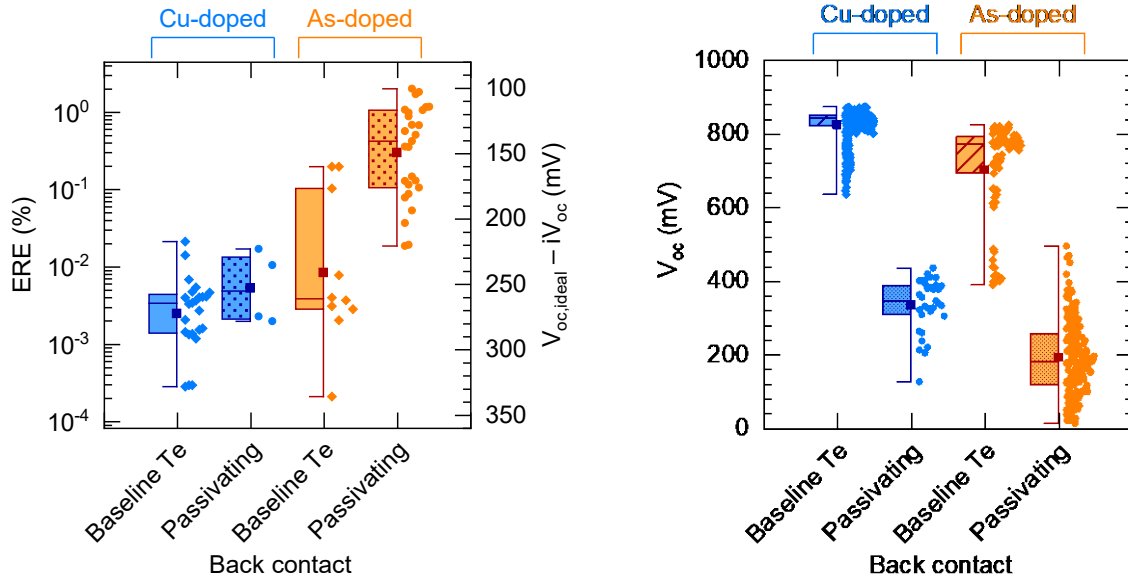 Cu-doped As-doped
ERE (%)
10⁰
10⁻¹
10⁻²
10⁻³
10⁻⁴
100
150
200
250
300
350
V_oc,ideal – iV_oc (mV)
Baseline Te
Passivating
Baseline Te
Passivating
Back contact
Cu-doped As-doped
V_oc (mV)
1000
800
600
400
200
0
Baseline Te
Passivating
Baseline Te
Passivating
Back contact